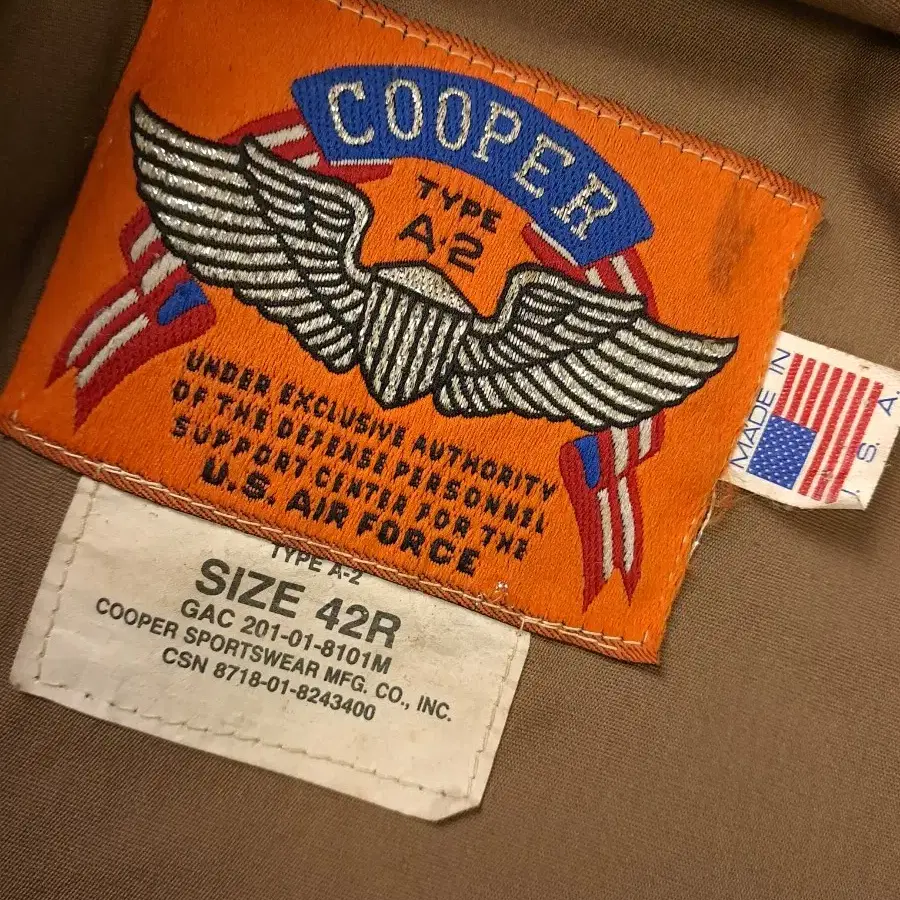 COOPER
TYPE
A-2
UNDER EXCLUSIVE AUTHORITY
OF THE DEFENSE PERSONNEL
SUPPORT CENTER FOR THE
U.S. AIR FORCE
MADE IN
U. S. A.
TYPE A-2
SIZE 42R
GAC 201-01-8101M
COOPER SPORTSWEAR MFG. CO., INC.
CSN 8718-01-8243400